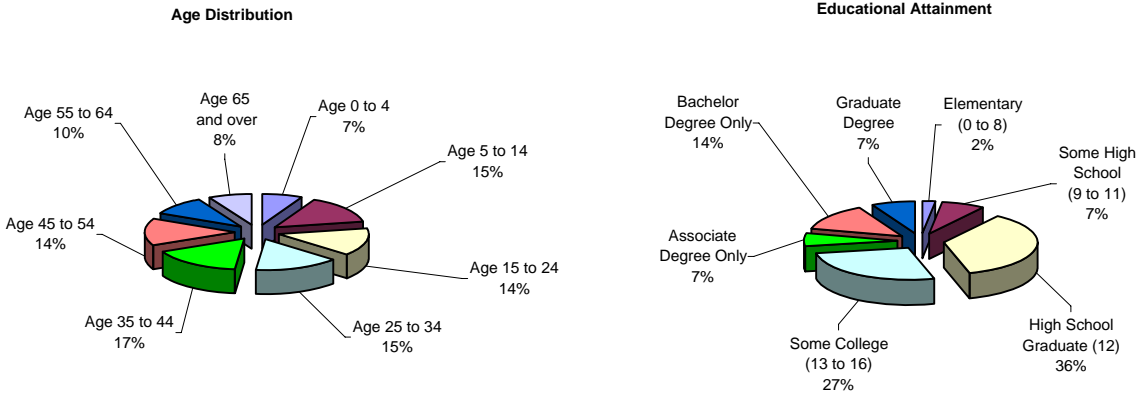 Age Distribution
Age 65
and over
8%
Age 0 to 4
7%
Age 5 to 14
15%
Age 15 to 24
14%
Age 25 to 34
15%
Age 35 to 44
17%
Age 45 to 54
14%
Age 55 to 64
10%
Educational Attainment
Elementary
(0 to 8)
2%
Some High
School
(9 to 11)
7%
High School
Graduate (12)
36%
Some College
(13 to 16)
27%
Associate
Degree Only
7%
Bachelor
Degree Only
14%
Graduate
Degree
7%